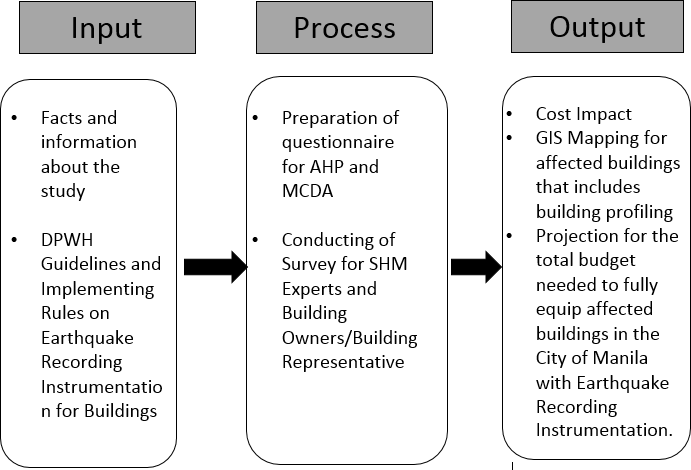 Input
Process
Output
• Facts and
information
about the
study
• DPWH
Guidelines and
Implementing
Rules on
Earthquake
Recording
Instrumentatio
n for Buildings
• Preparation of
questionnaire
for AHP and
MCDA
• Conducting of
Survey for SHM
Experts and
Building
Owners/Building
Representative
• Cost Impact
• GIS Mapping for
affected buildings
that includes
building profiling
• Projection for the
total budget
needed to fully
equip affected
buildings in the
City of Manila
with Earthquake
Recording
Instrumentation.